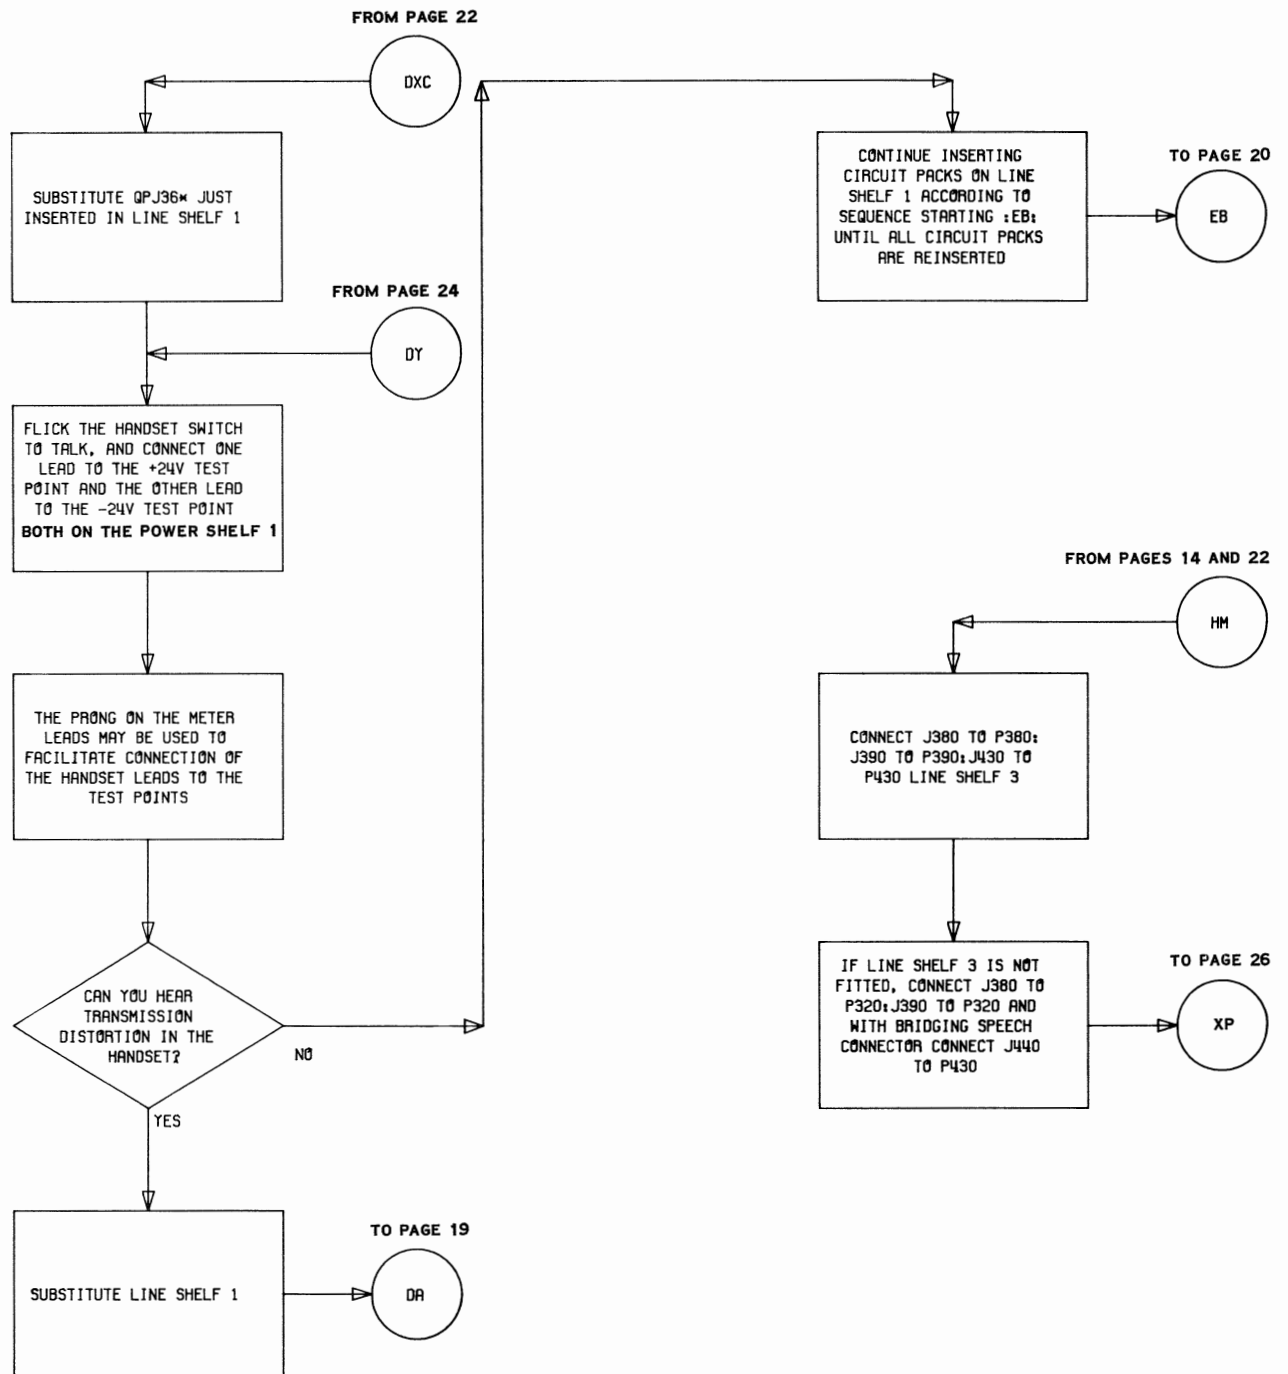 FROM PAGE 22
DXC
SUBSTITUTE QPJ36* JUST
INSERTED IN LINE SHELF 1
FROM PAGE 24
DY
FLICK THE HANDSET SWITCH
TO TALK, AND CONNECT ONE
LEAD TO THE +24V TEST
POINT AND THE OTHER LEAD
TO THE -24V TEST POINT
BOTH ON THE POWER SHELF 1
THE PRONG ON THE METER
LEADS MAY BE USED TO
FACILITATE CONNECTION OF
THE HANDSET LEADS TO THE
TEST POINTS
CAN YOU HEAR
TRANSMISSION
DISTORTION IN THE
HANDSET?
NO
YES
SUBSTITUTE LINE SHELF 1
TO PAGE 19
DA
CONTINUE INSERTING
CIRCUIT PACKS ON LINE
SHELF 1 ACCORDING TO
SEQUENCE STARTING :EB:
UNTIL ALL CIRCUIT PACKS
ARE REINSERTED
TO PAGE 20
EB
FROM PAGES 14 AND 22
HM
CONNECT J380 TO P380:
J390 TO P390:J430 TO
P430 LINE SHELF 3
IF LINE SHELF 3 IS NOT
FITTED, CONNECT J380 TO
P320:J390 TO P320 AND
WITH BRIDGING SPEECH
CONNECTOR CONNECT J440
TO P430
TO PAGE 26
XP